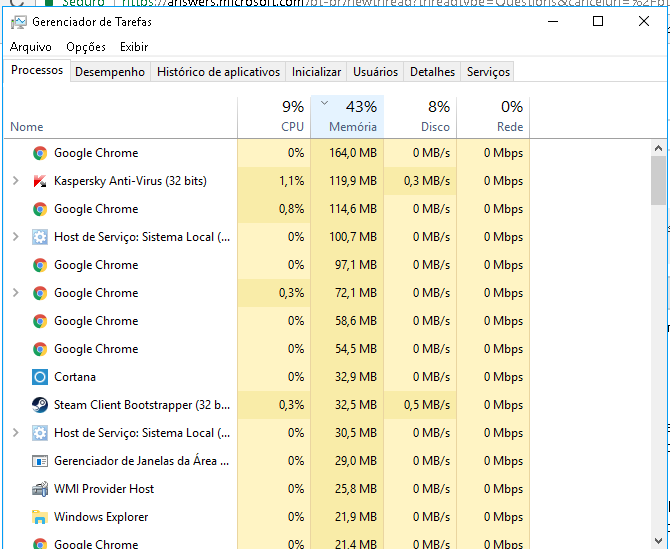 Seguro https://answers.microsoft.com/pt-br/newthread?threadtype=Questions&cancelurl=%2Fp
Gerenciador de Tarefas
Arquivo Opções Exibir
Processos Desempenho Histórico de aplicativos Inicializar Usuários Detalhes Serviços
9% 43% 8% 0%
Nome CPU Memória Disco Rede
Google Chrome 0% 164,0 MB 0 MB/s 0 Mbps
Kaspersky Anti-Virus (32 bits) 1,1% 119,9 MB 0,3 MB/s 0 Mbps
Google Chrome 0,8% 114,6 MB 0 MB/s 0 Mbps
Host de Serviço: Sistema Local (... 0% 100,7 MB 0 MB/s 0 Mbps
Google Chrome 0% 97,1 MB 0 MB/s 0 Mbps
Google Chrome 0,3% 72,1 MB 0 MB/s 0 Mbps
Google Chrome 0% 58,6 MB 0 MB/s 0 Mbps
Google Chrome 0% 54,5 MB 0 MB/s 0 Mbps
Cortana 0% 32,9 MB 0 MB/s 0 Mbps
Steam Client Bootstrapper (32 b... 0,3% 32,5 MB 0,5 MB/s 0 Mbps
Host de Serviço: Sistema Local (... 0% 30,5 MB 0 MB/s 0 Mbps
Gerenciador de Janelas da Área ... 0% 29,0 MB 0 MB/s 0 Mbps
WMI Provider Host 0% 25,8 MB 0 MB/s 0 Mbps
Windows Explorer 0% 21,9 MB 0 MB/s 0 Mbps
Google Chrome 0% 21,4 MB 0 MB/s 0 Mbps